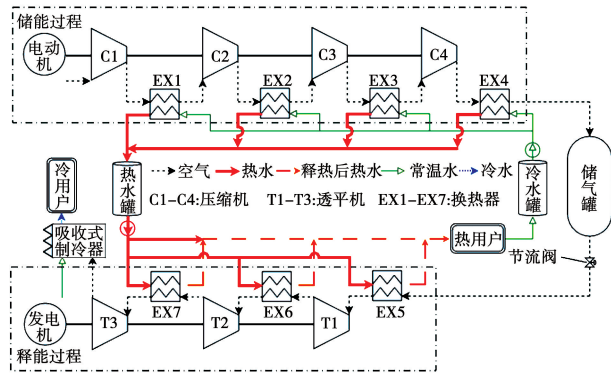 储能过程
电动机
C1
C2
C3
C4
EX1
EX2
EX3
EX4
空气 热水 释热后热水 常温水 冷水
C1-C4:压缩机 T1-T3:透平机 EX1-EX7:换热器
冷用户
热水罐
冷水罐
储气罐
吸收式
制冷器
热用户
节流阀
EX7
EX6
EX5
发电机
T3
T2
T1
释能过程